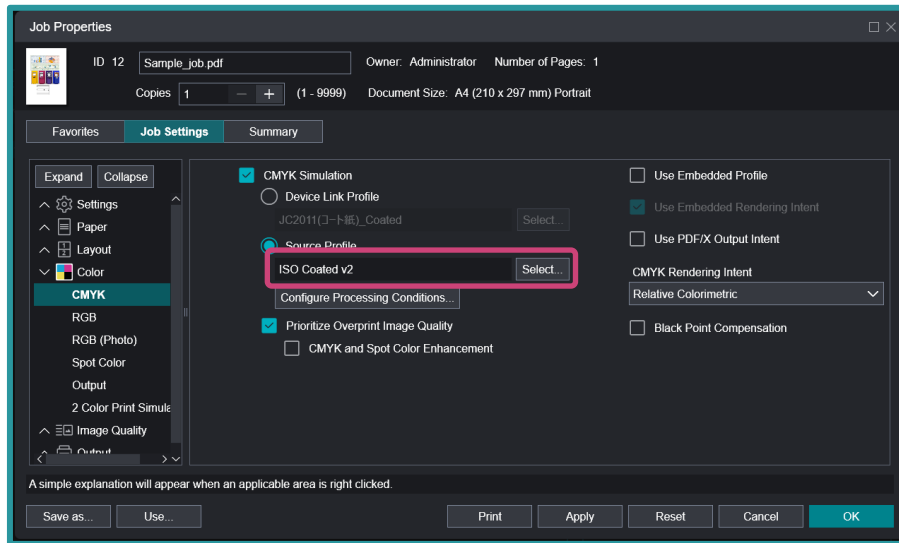 Job Properties
ID 12 Sample_job.pdf Owner: Administrator Number of Pages: 1
Copies 1 (1 - 9999) Document Size: A4 (210 x 297 mm) Portrait
Favorites Job Settings Summary
Expand Collapse
Settings
Paper
Layout
Color
CMYK
RGB
RGB (Photo)
Spot Color
Output
2 Color Print Simula
Image Quality
Output
CMYK Simulation
Device Link Profile
JC2011(コート紙)_Coated Select...
Source Profile
ISO Coated v2 Select...
Configure Processing Conditions...
Prioritize Overprint Image Quality
CMYK and Spot Color Enhancement
Use Embedded Profile
Use Embedded Rendering Intent
Use PDF/X Output Intent
CMYK Rendering Intent
Relative Colorimetric
Black Point Compensation
A simple explanation will appear when an applicable area is right clicked.
Save as... Use... Print Apply Reset Cancel OK